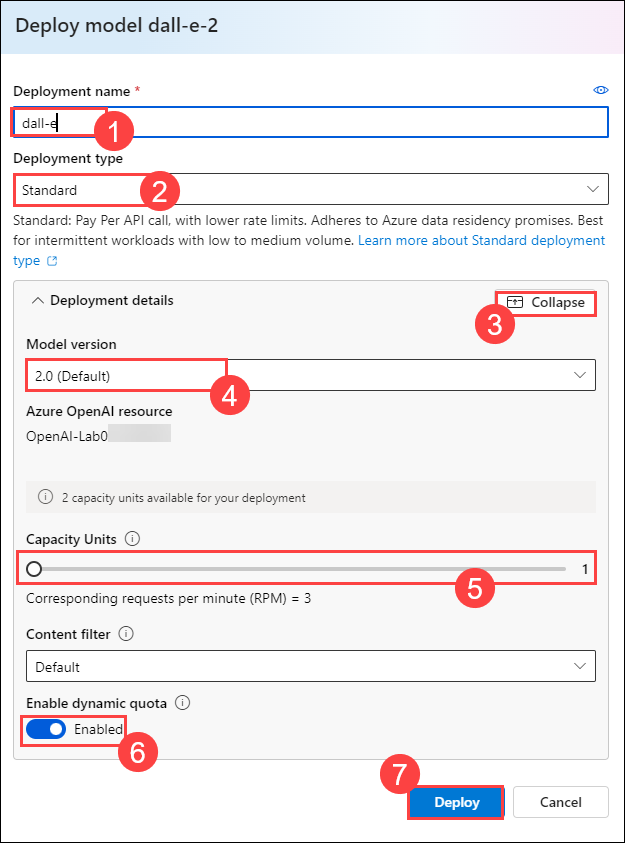 Deploy model dall-e-2
Deployment name *
dall-e
1
Deployment type
Standard
2
Standard: Pay Per API call, with lower rate limits. Adheres to Azure data residency promises. Best
for intermittent workloads with low to medium volume. Learn more about Standard deployment
type
Deployment details
Collapse
3
Model version
2.0 (Default)
4
Azure OpenAI resource
OpenAI-Lab0
2 capacity units available for your deployment
Capacity Units
1
5
Corresponding requests per minute (RPM) = 3
Content filter
Default
Enable dynamic quota
Enabled
6
7
Deploy
Cancel